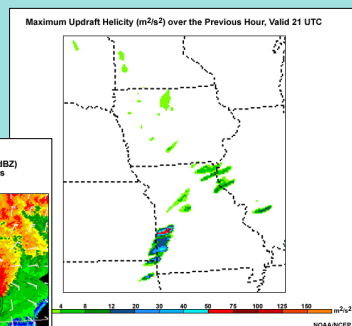 Maximum Updraft Helicity (m²/s²) over the Previous Hour, Valid 21 UTC
dBZ)
s
4 8 12 20 30 40 50 75 100 125 150 m²/s²
NOAA/NCEP